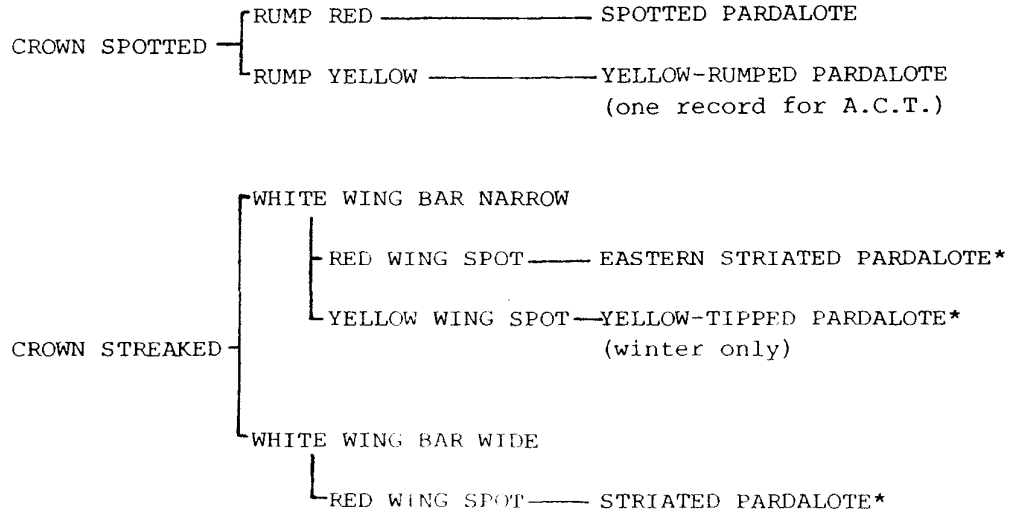 RUMP RED SPOTTED PARDALOTE
CROWN SPOTTED
RUMP YELLOW YELLOW-RUMPED PARDALOTE
(one record for A.C.T.)
WHITE WING BAR NARROW
RED WING SPOT EASTERN STRIATED PARDALOTE*
YELLOW WING SPOT YELLOW-TIPPED PARDALOTE*
CROWN STREAKED (winter only)
WHITE WING BAR WIDE
RED WING SPOT STRIATED PARDALOTE*